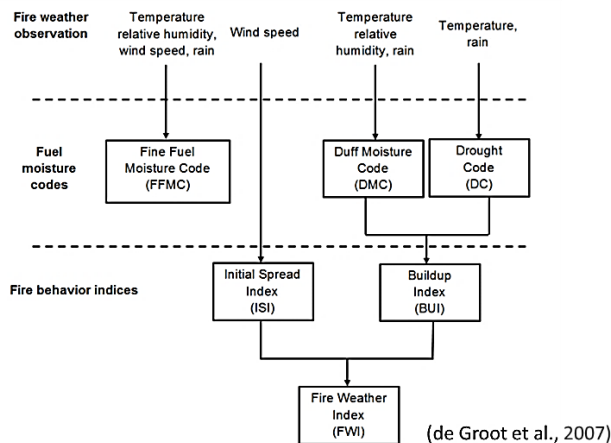 Fire weather
observation
Temperature
relative humidity,
wind speed, rain
Wind speed
Temperature
relative
humidity, rain
Temperature,
rain
Fuel
moisture
codes
Fine Fuel
Moisture Code
(FFMC)
Duff Moisture
Code
(DMC)
Drought
Code
(DC)
Fire behavior indices
Initial Spread
Index
(ISI)
Buildup
Index
(BUI)
Fire Weather
Index
(FWI)
(de Groot et al., 2007)